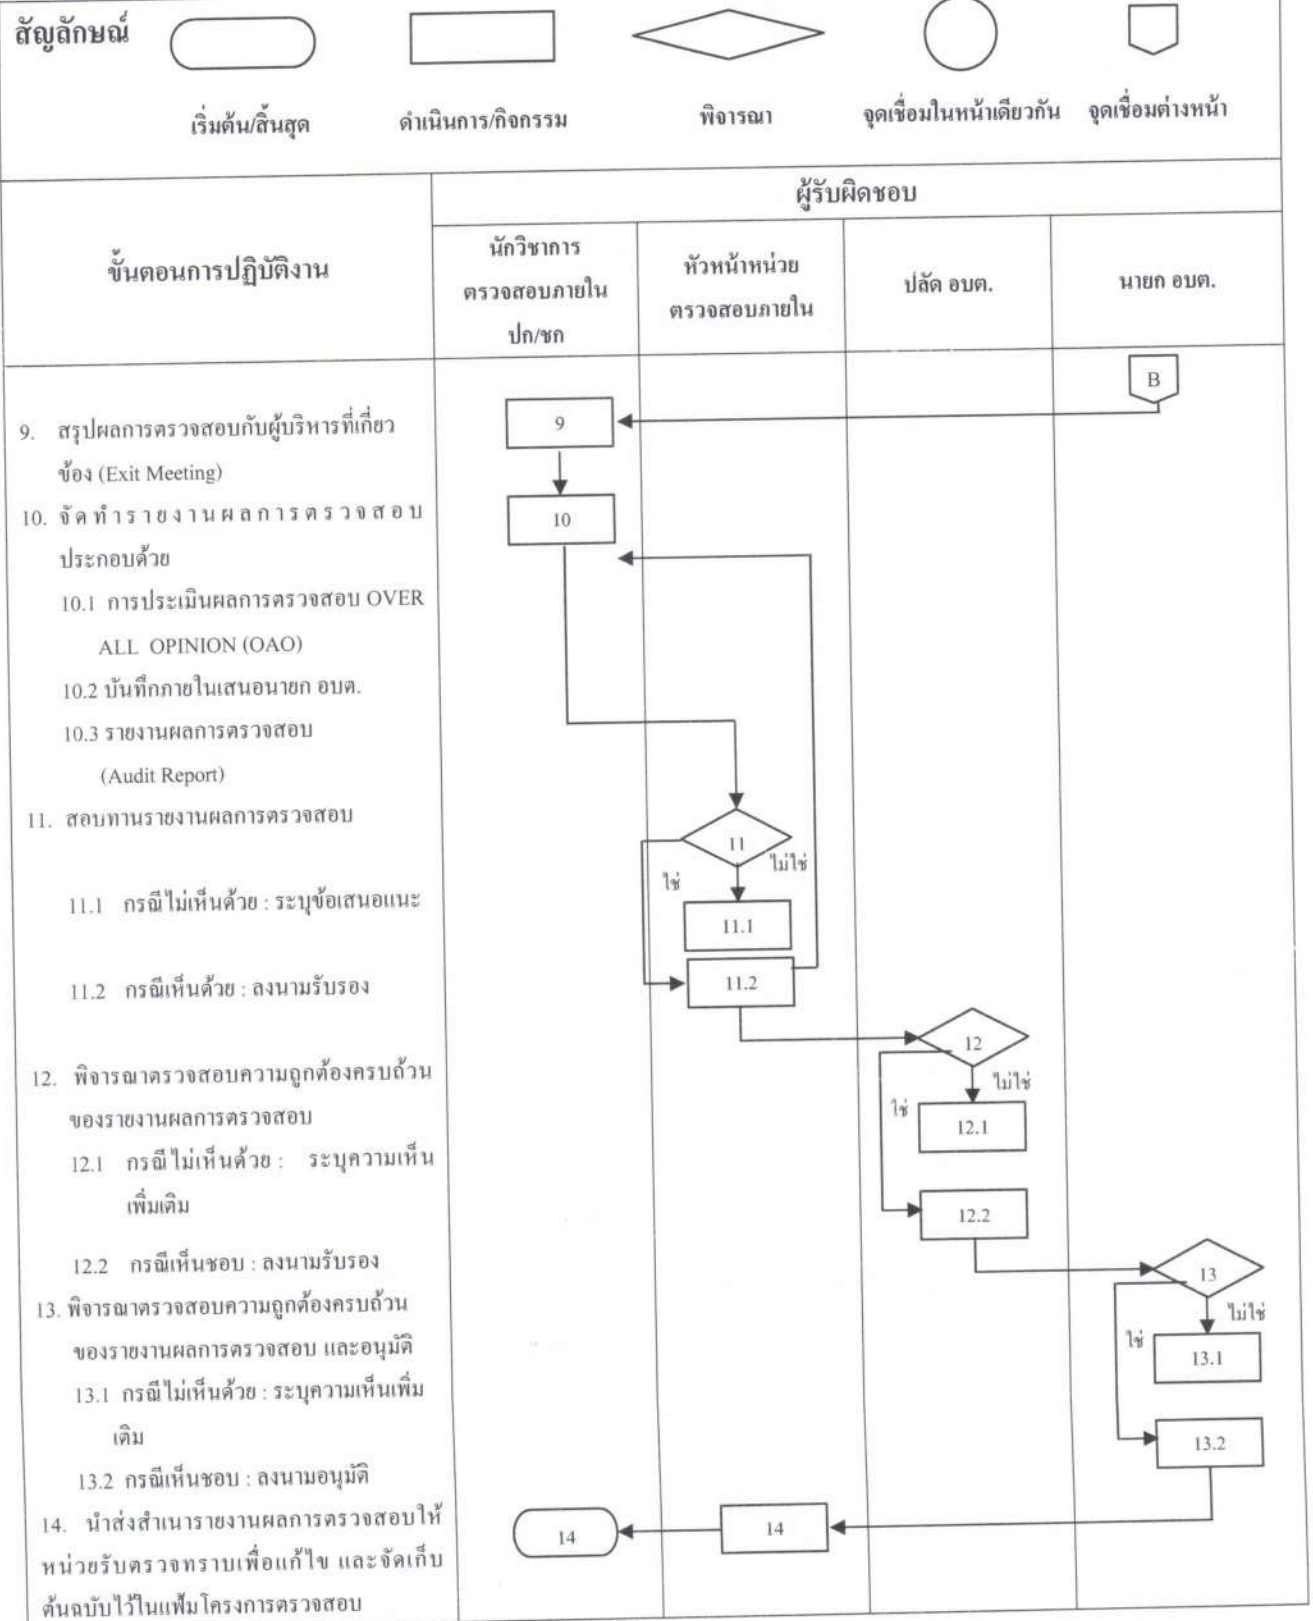 สัญลักษณ์
เริ่มต้น/สิ้นสุด
ดำเนินการ/กิจกรรม
พิจารณา
จุดเชื่อมในหน้าเดียวกัน
จุดเชื่อมต่างหน้า
ขั้นตอนการปฏิบัติงาน
ผู้รับผิดชอบ
นักวิชาการ
ตรวจสอบภายใน
ปก/ชก
หัวหน้าหน่วย
ตรวจสอบภายใน
ปลัด อบต.
นายก อบต.
9. สรุปผลการตรวจสอบกับผู้บริหารที่เกี่ยว
ข้อง (Exit Meeting)
10. จัดทำรายงานผลการตรวจสอบ
ประกอบด้วย
10.1 การประเมินผลการตรวจสอบ OVER
ALL OPINION (OAO)
10.2 บันทึกภายในเสนอนายก อบต.
10.3 รายงานผลการตรวจสอบ
(Audit Report)
11. สอบทานรายงานผลการตรวจสอบ
11.1 กรณีไม่เห็นด้วย : ระบุข้อเสนอแนะ
11.2 กรณีเห็นด้วย : ลงนามรับรอง
12. พิจารณาตรวจสอบความถูกต้องครบถ้วน
ของรายงานผลการตรวจสอบ
12.1 กรณีไม่เห็นด้วย : ระบุความเห็น
เพิ่มเติม
12.2 กรณีเห็นชอบ : ลงนามรับรอง
13. พิจารณาตรวจสอบความถูกต้องครบถ้วน
ของรายงานผลการตรวจสอบ และอนุมัติ
13.1 กรณีไม่เห็นด้วย : ระบุความเห็นเพิ่ม
เติม
13.2 กรณีเห็นชอบ : ลงนามอนุมัติ
14. นำส่งสำเนารายงานผลการตรวจสอบให้
หน่วยรับตรวจทราบเพื่อแก้ไข และจัดเก็บ
ต้นฉบับไว้ในแฟ้มโครงการตรวจสอบ
B
9
10
11
ใช่
ไม่ใช่
11.1
11.2
12
ใช่
ไม่ใช่
12.1
12.2
13
ใช่
ไม่ใช่
13.1
13.2
14
14